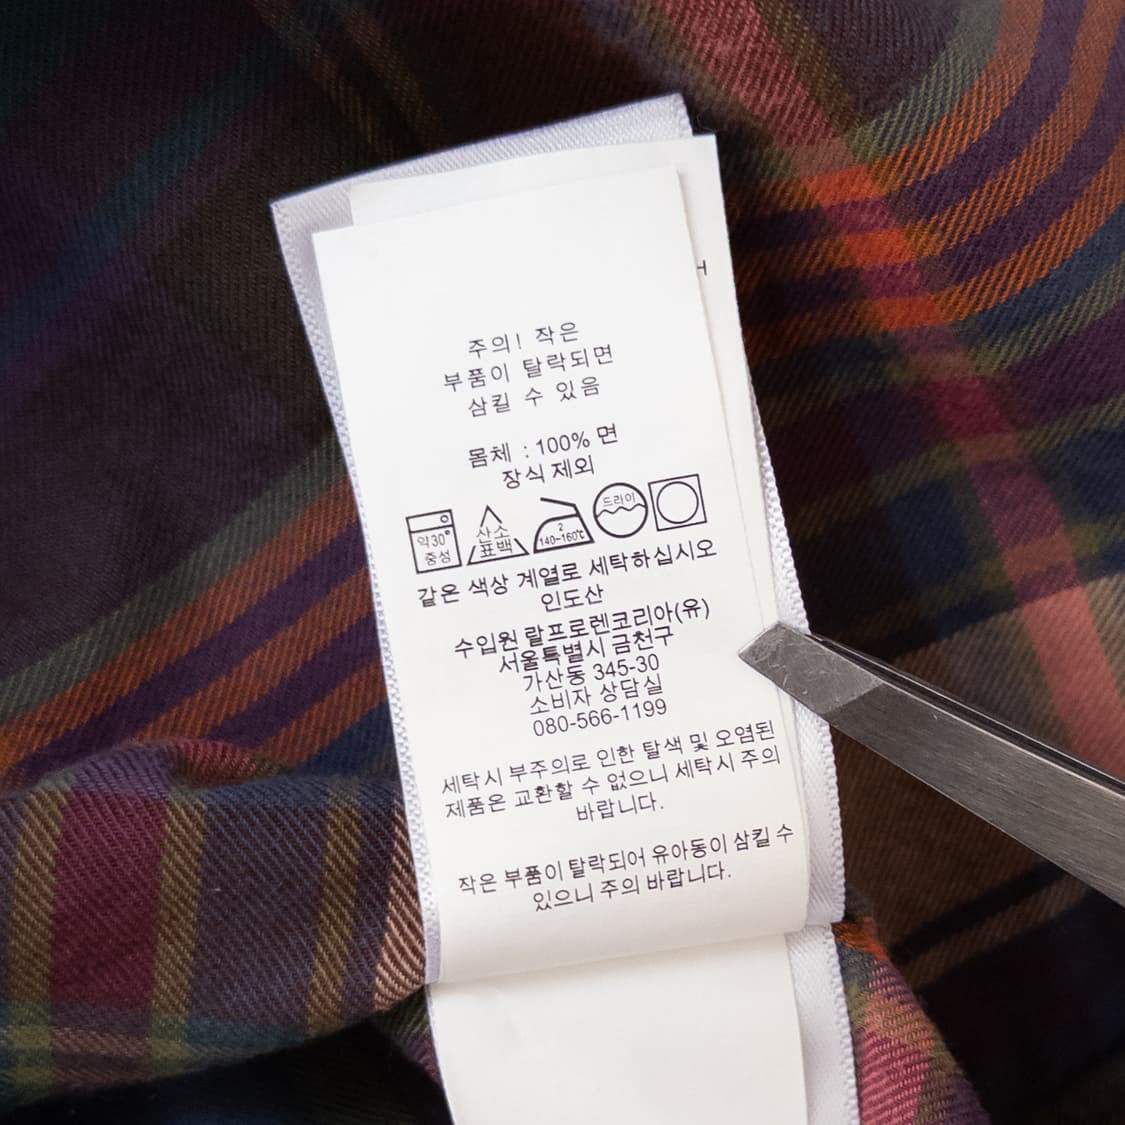 H
주의! 작은
부품이 탈락되면
삼킬 수 있음
몸체 : 100% 면
장식 제외
약30°
중성
산소
표백
2
140~160℃
드라이
같은 색상 계열로 세탁하십시오
인도산
수입원 랄프로렌코리아(유)
서울특별시 금천구
가산동 345-30
소비자 상담실
080-566-1199
세탁시 부주의로 인한 탈색 및 오염된
제품은 교환할 수 없으니 세탁시 주의
바랍니다.
작은 부품이 탈락되어 유아동이 삼킬 수
있으니 주의 바랍니다.